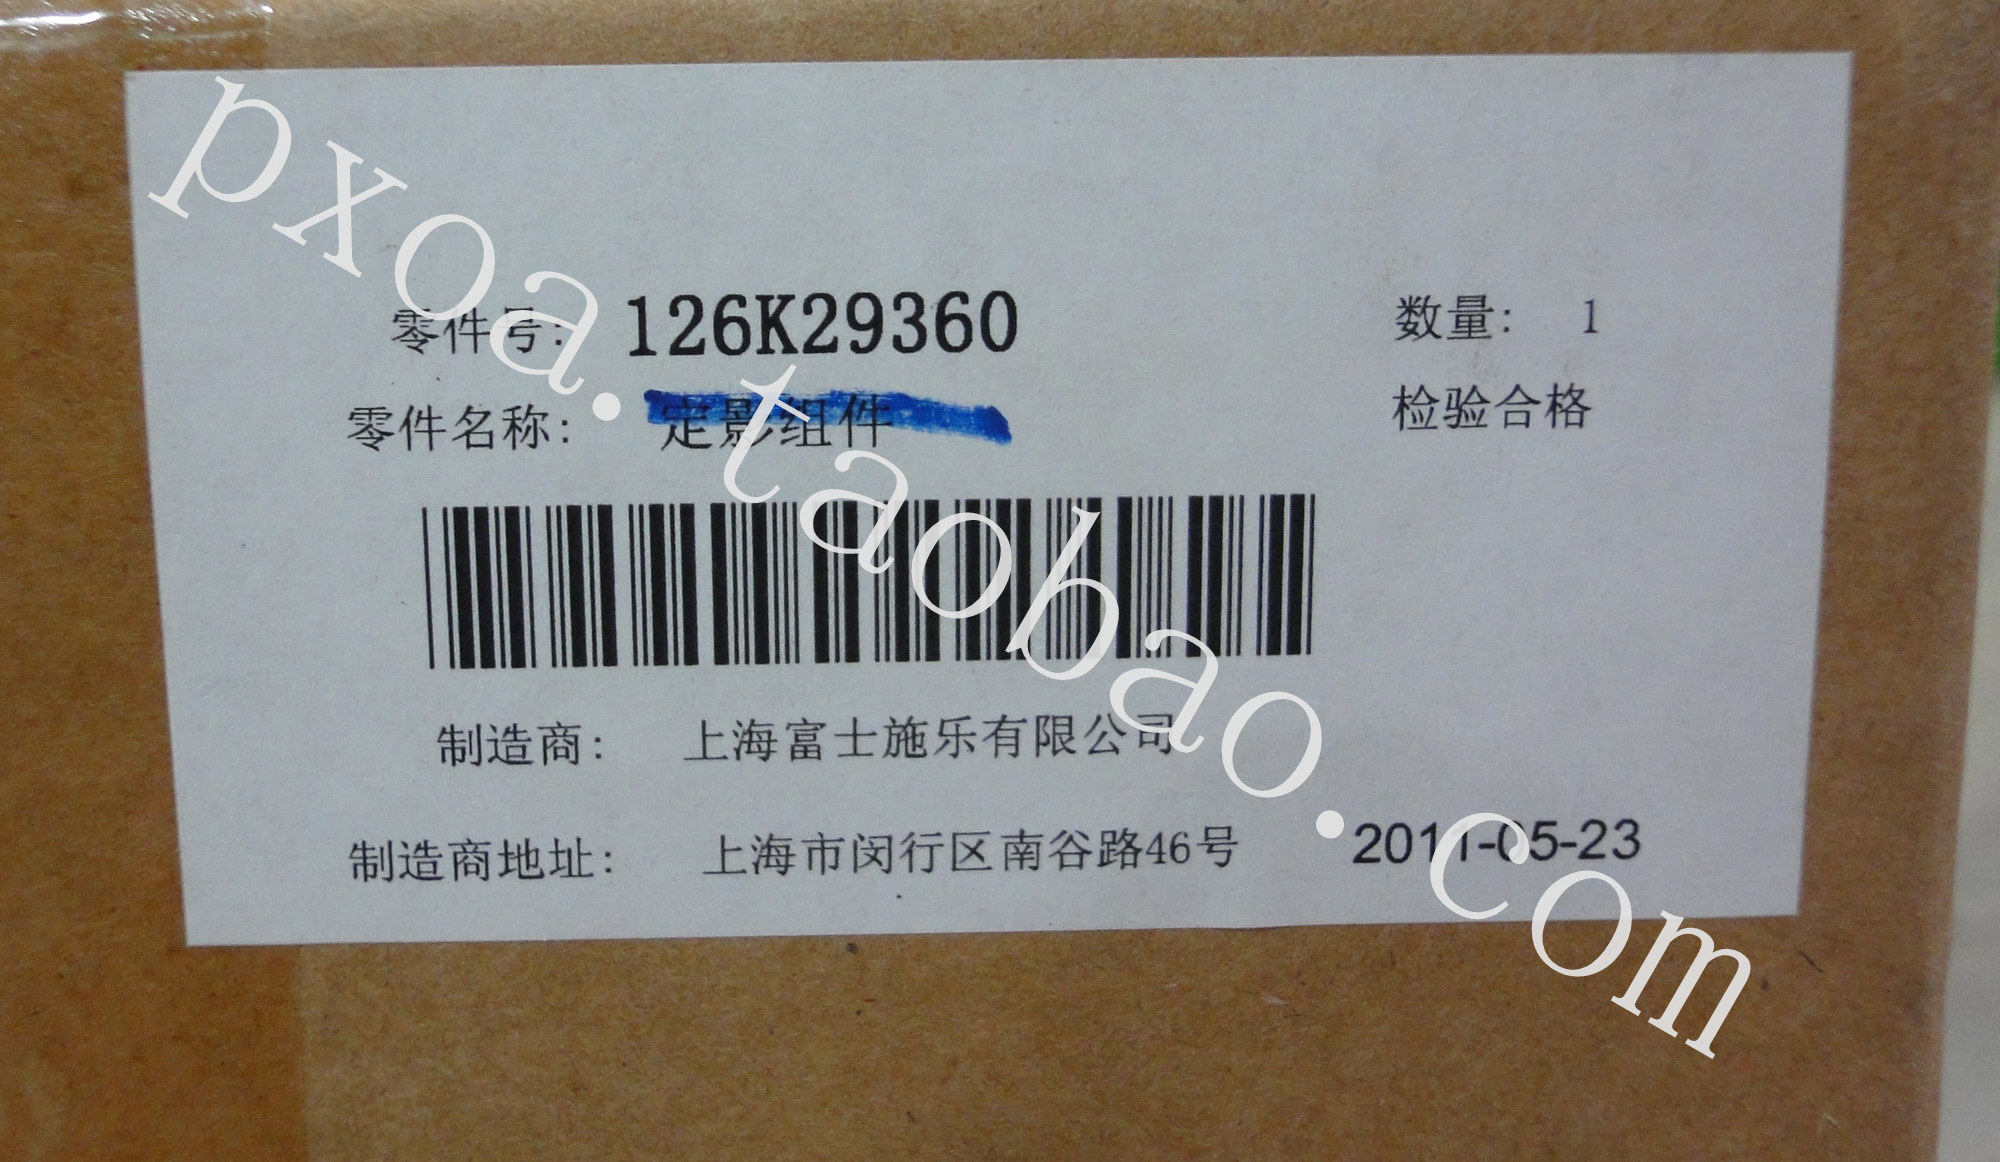 零件号: 126K29360 数量: 1
零件名称: 定影组件 检验合格
制造商: 上海富士施乐有限公司
制造商地址: 上海市闵行区南谷路46号 2011-05-23
pxoa.taobao.com